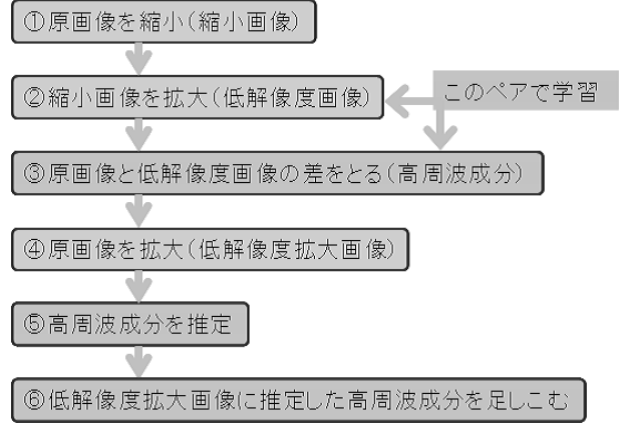 ①原画像を縮小(縮小画像)
②縮小画像を拡大(低解像度画像)
このペアで学習
③原画像と低解像度画像の差をとる(高周波成分)
④原画像を拡大(低解像度拡大画像)
⑤高周波成分を推定
⑥低解像度拡大画像に推定した高周波成分を足しこむ